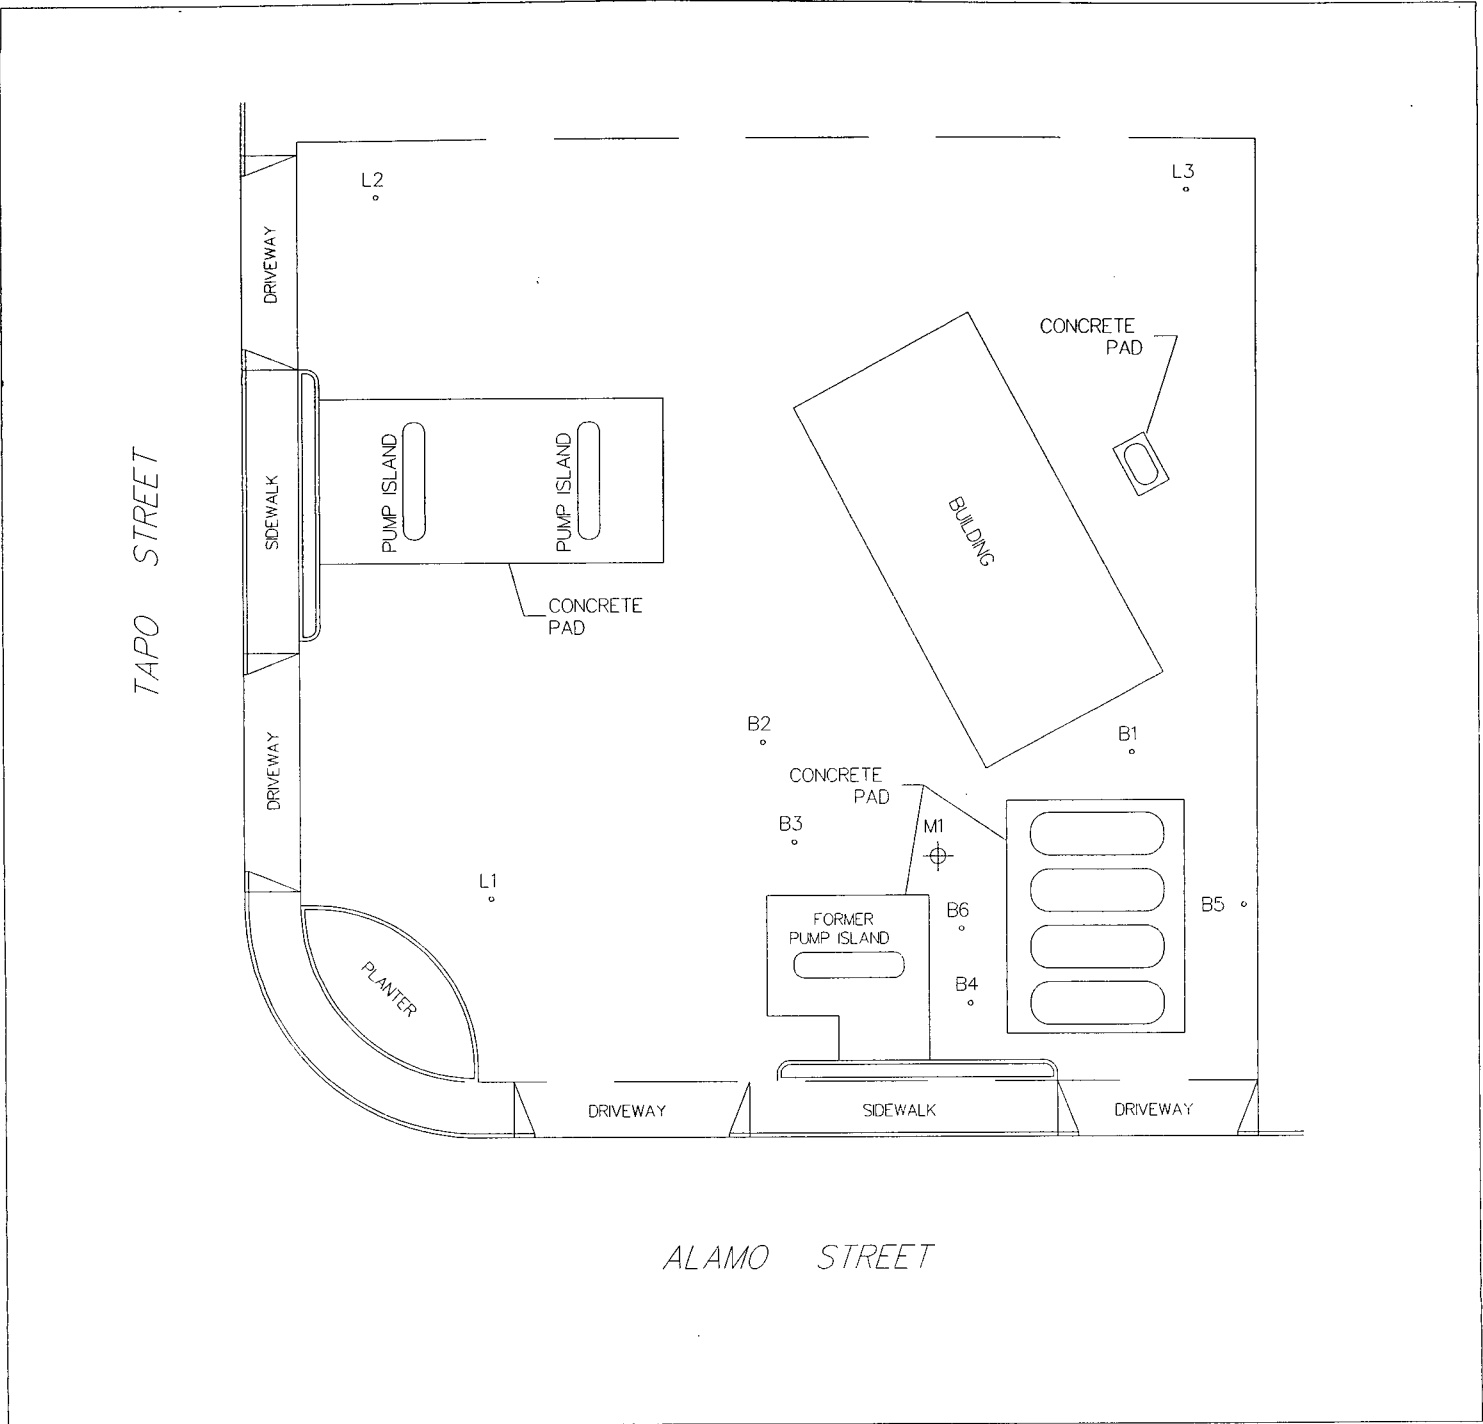 L2
L3
DRIVEWAY
CONCRETE
PAD
TAPO STREET
SIDEWALK
PUMP ISLAND
PUMP ISLAND
BUILDING
CONCRETE
PAD
B2
B1
DRIVEWAY
CONCRETE
PAD
B3
M1
L1
B5
B6
FORMER
PUMP ISLAND
PLANTER
B4
DRIVEWAY
SIDEWALK
DRIVEWAY
ALAMO STREET